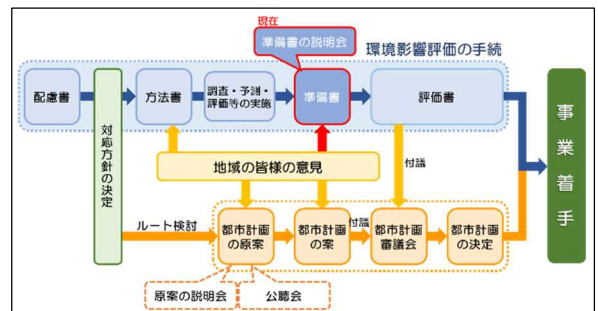 現在
準備書の説明会
環境影響評価の手続
配慮書
対応方針の決定
方法書
調査・予測・
評価等の実施
準備書
評価書
事業着手
地域の皆様の意見
付議
ルート検討
都市計画
の原案
都市計画
の案
付議
都市計画
審議会
都市計画
の決定
原案の説明会
公聴会